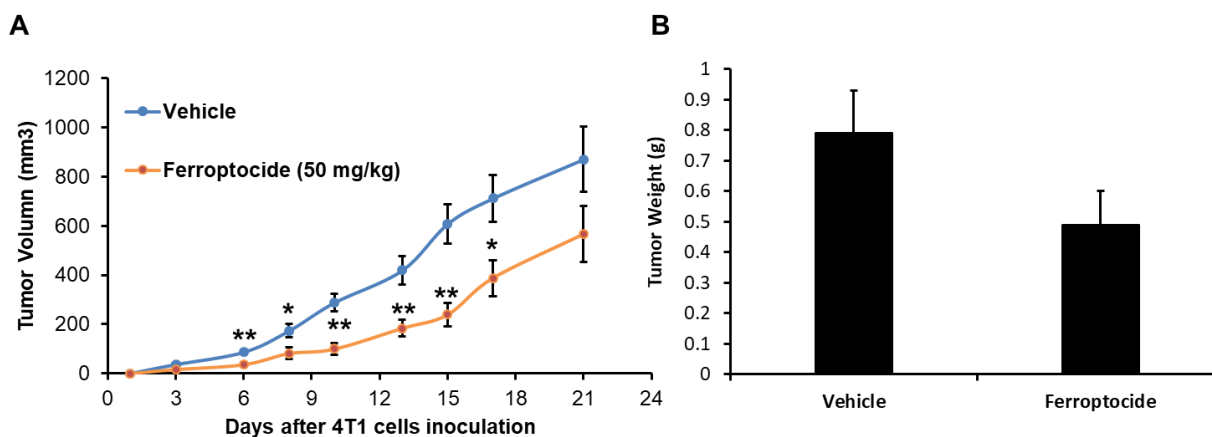 A
Tumor Volumn (mm3)
1200
1000
800
600
400
200
0
Vehicle
Ferroptocide (50 mg/kg)
**
*
**
**
**
*
0 3 6 9 12 15 18 21 24
Days after 4T1 cells inoculation
B
Tumor Weight (g)
1
0.9
0.8
0.7
0.6
0.5
0.4
0.3
0.2
0.1
0
Vehicle Ferroptocide